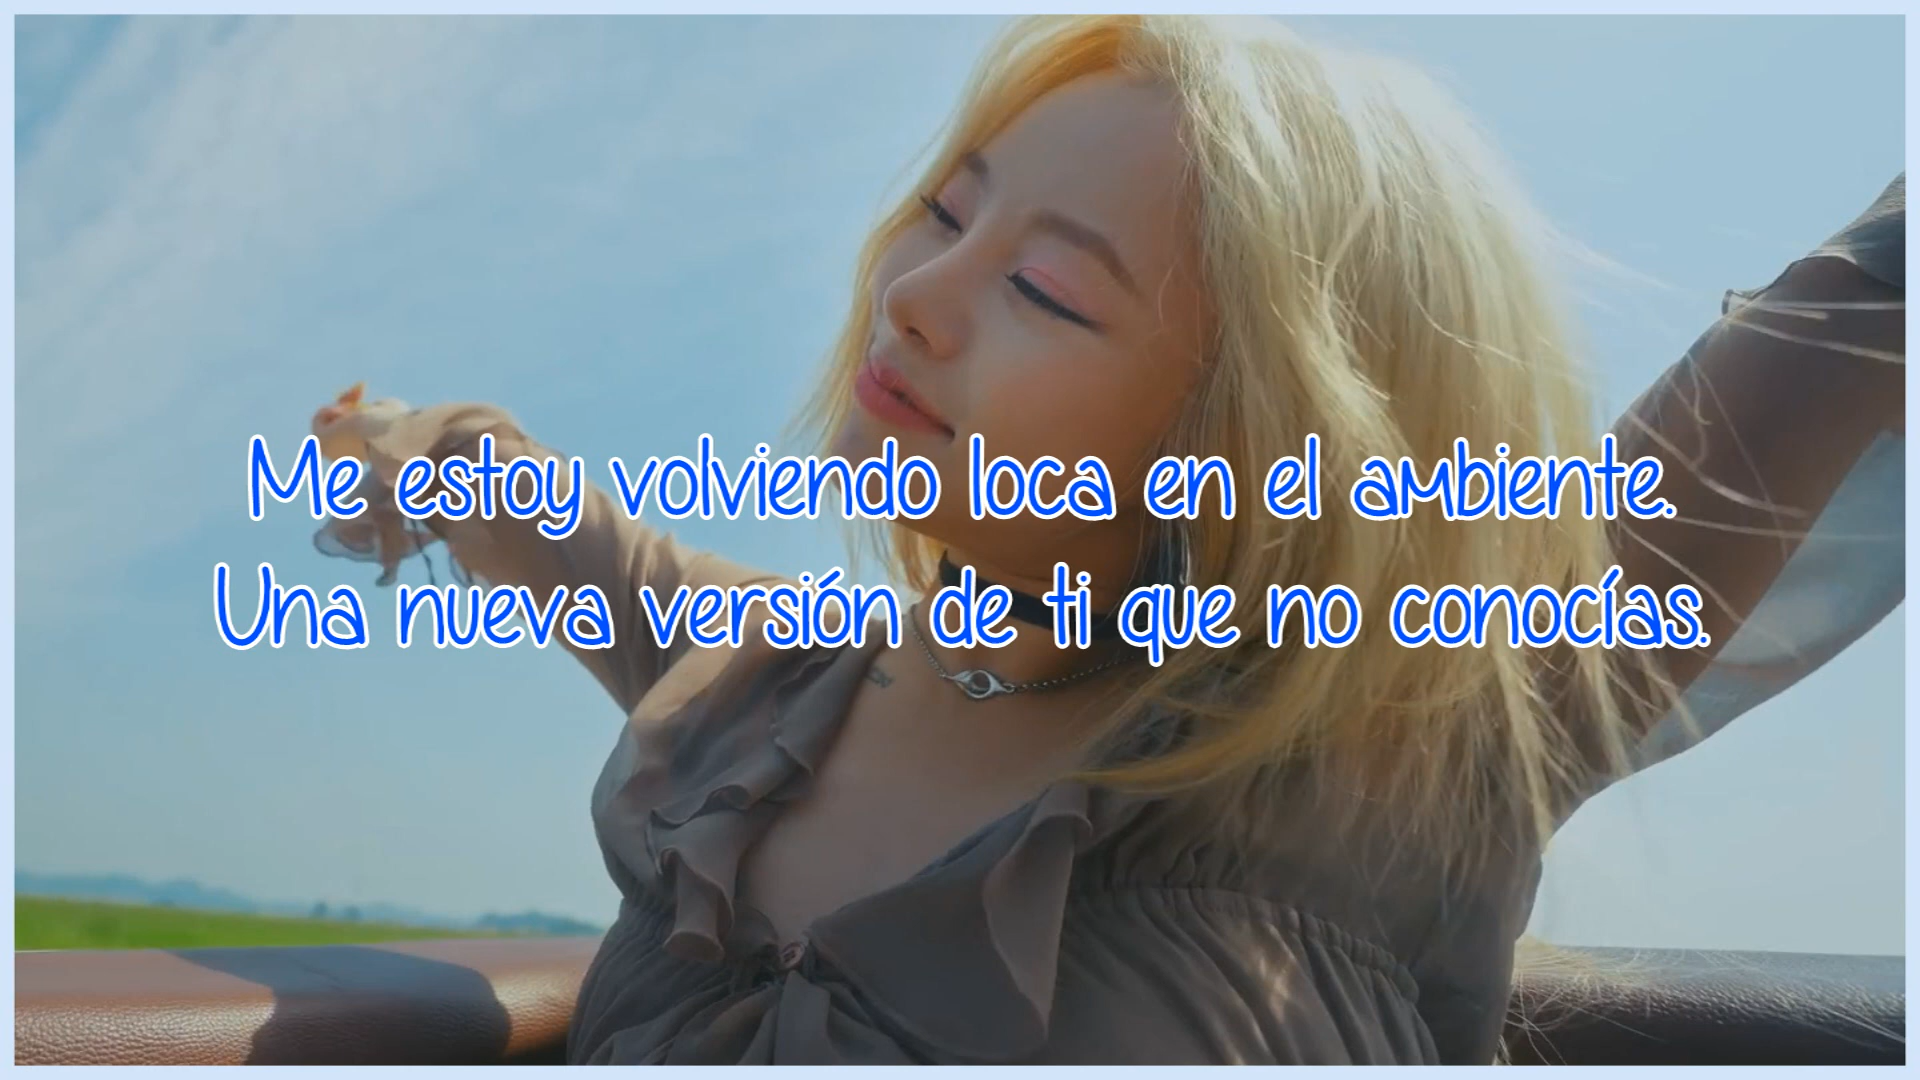 Me estoy volviendo loca en el ambiente.
Una nueva versión de ti que no conocías.